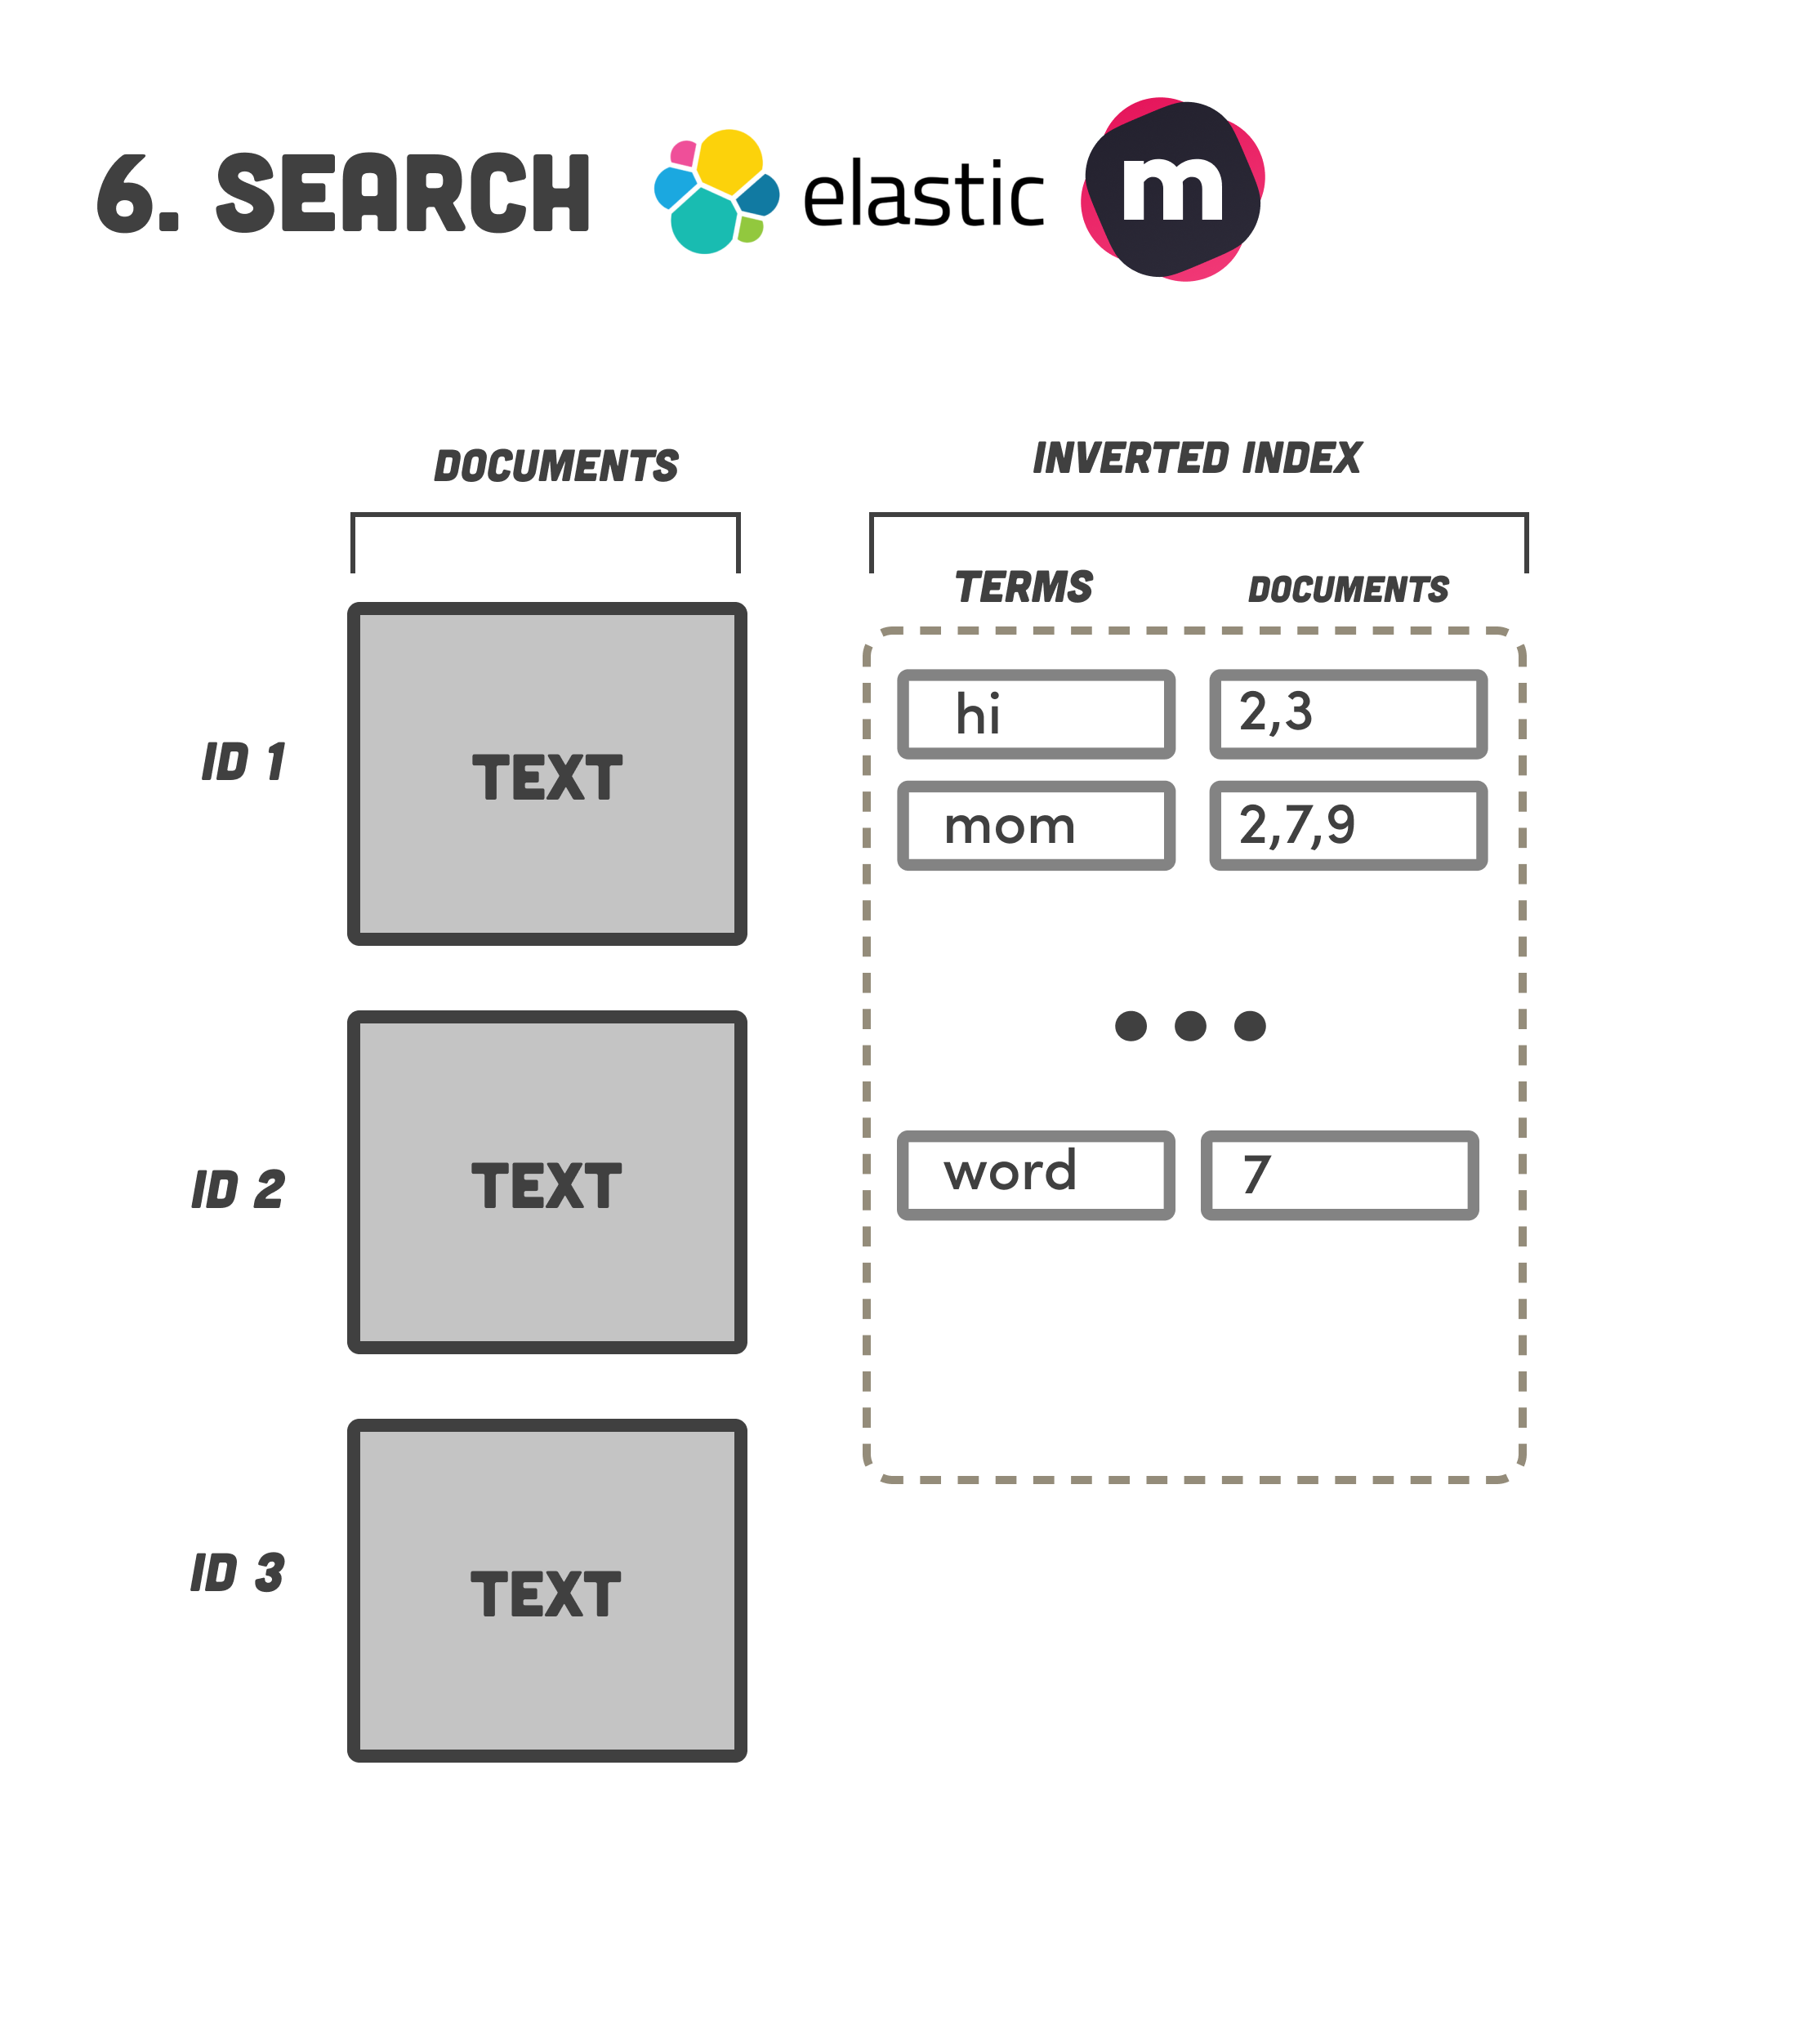 6. SEARCH elastic m
DOCUMENTS
ID 1
TEXT
ID 2
TEXT
ID 3
TEXT
INVERTED INDEX
TERMS DOCUMENTS
hi 2,3
mom 2,7,9
word 7